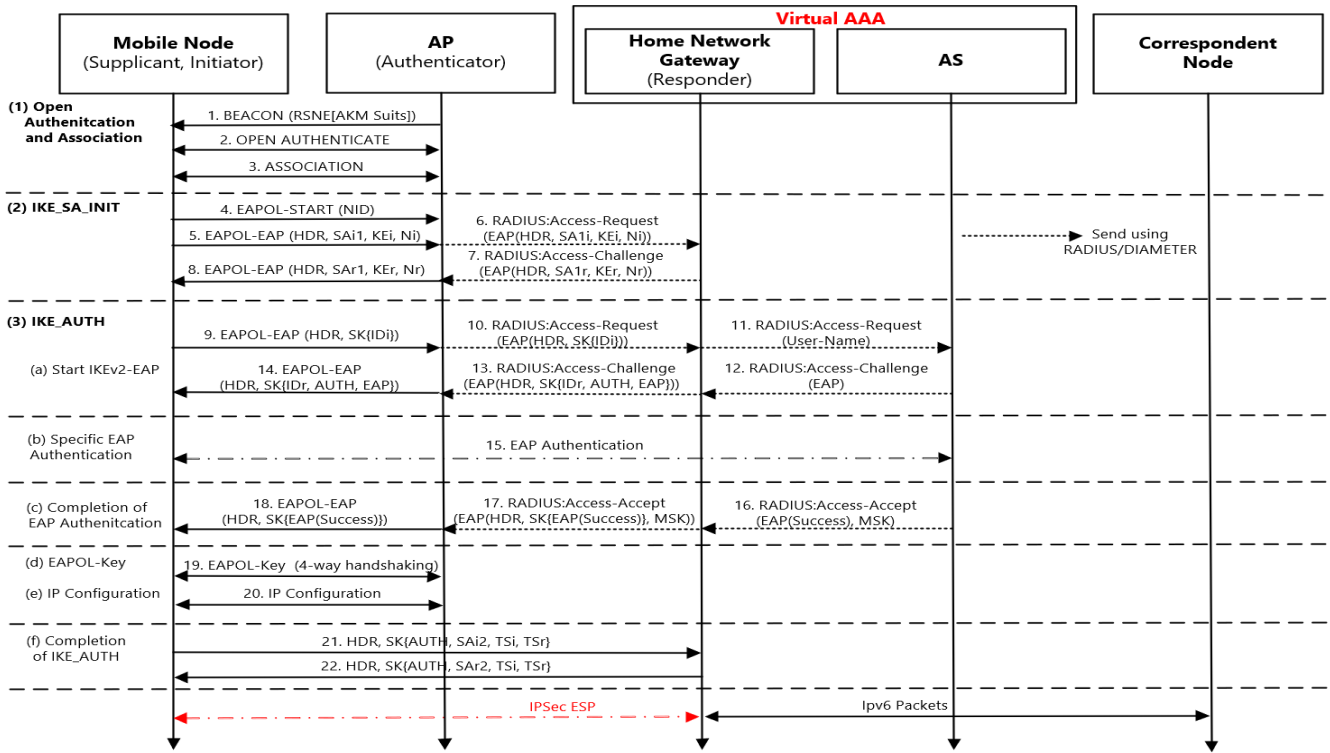 Virtual AAA
Mobile Node
(Supplicant, Initiator)
AP
(Authenticator)
Home Network
Gateway
(Responder)
AS
Correspondent
Node
(1) Open
Authenitcation
and Association
1. BEACON (RSNE[AKM Suits])
2. OPEN AUTHENTICATE
3. ASSOCIATION
(2) IKE_SA_INIT
4. EAPOL-START (NID)
5. EAPOL-EAP (HDR, SAi1, KEi, Ni)
6. RADIUS:Access-Request
(EAP(HDR, SA1i, KEi, Ni))
Send using
RADIUS/DIAMETER
7. RADIUS:Access-Challenge
(EAP(HDR, SA1r, KEr, Nr))
8. EAPOL-EAP (HDR, SAr1, KEr, Nr)
(3) IKE_AUTH
9. EAPOL-EAP (HDR, SK{IDi})
10. RADIUS:Access-Request
(EAP(HDR, SK{IDi}))
11. RADIUS:Access-Request
(User-Name)
(a) Start IKEv2-EAP
14. EAPOL-EAP
(HDR, SK{IDr, AUTH, EAP})
13. RADIUS:Access-Challenge
(EAP(HDR, SK{IDr, AUTH, EAP}))
12. RADIUS:Access-Challenge
(EAP)
(b) Specific EAP
Authentication
15. EAP Authentication
(c) Completion of
EAP Authenitcation
18. EAPOL-EAP
(HDR, SK{EAP(Success)})
17. RADIUS:Access-Accept
(EAP(HDR, SK{EAP(Success)}, MSK))
16. RADIUS:Access-Accept
(EAP(Success), MSK)
(d) EAPOL-Key
19. EAPOL-Key (4-way handshaking)
(e) IP Configuration
20. IP Configuration
(f) Completion
of IKE_AUTH
21. HDR, SK{AUTH, SAi2, TSi, TSr}
22. HDR, SK{AUTH, SAr2, TSi, TSr}
IPSec ESP
Ipv6 Packets